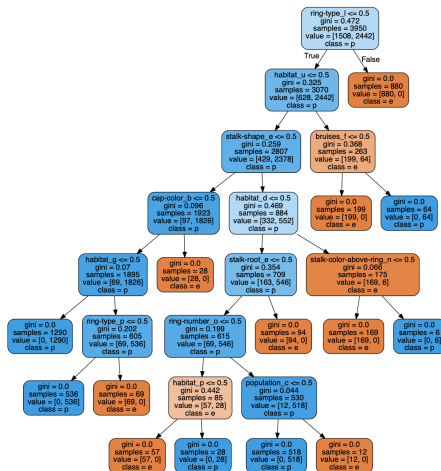 ring-type_l <= 0.5
gini = 0.472
samples = 3950
value = [1508, 2442]
class = p
True
False
habitat_u <= 0.5
gini = 0.325
samples = 3070
value = [628, 2442]
class = p
gini = 0.0
samples = 880
value = [880, 0]
class = e
stalk-shape_e <= 0.5
gini = 0.259
samples = 2807
value = [429, 2378]
class = p
bruises_f <= 0.5
gini = 0.368
samples = 263
value = [199, 64]
class = e
cap-color_b <= 0.5
gini = 0.096
samples = 1923
value = [97, 1826]
class = p
habitat_d <= 0.5
gini = 0.469
samples = 884
value = [332, 552]
class = p
gini = 0.0
samples = 199
value = [199, 0]
class = e
gini = 0.0
samples = 64
value = [0, 64]
class = p
habitat_g <= 0.5
gini = 0.07
samples = 1895
value = [69, 1826]
class = p
gini = 0.0
samples = 28
value = [28, 0]
class = e
stalk-root_e <= 0.5
gini = 0.354
samples = 709
value = [163, 546]
class = p
stalk-color-above-ring_n <= 0.5
gini = 0.066
samples = 175
value = [169, 6]
class = e
gini = 0.0
samples = 1290
value = [0, 1290]
class = p
ring-type_p <= 0.5
gini = 0.202
samples = 605
value = [69, 536]
class = p
ring-number_o <= 0.5
gini = 0.199
samples = 615
value = [69, 546]
class = p
gini = 0.0
samples = 94
value = [94, 0]
class = e
gini = 0.0
samples = 169
value = [169, 0]
class = e
gini = 0.0
samples = 6
value = [0, 6]
class = p
gini = 0.0
samples = 536
value = [0, 536]
class = p
gini = 0.0
samples = 69
value = [69, 0]
class = e
habitat_p <= 0.5
gini = 0.442
samples = 85
value = [57, 28]
class = e
population_c <= 0.5
gini = 0.044
samples = 530
value = [12, 518]
class = p
gini = 0.0
samples = 57
value = [57, 0]
class = e
gini = 0.0
samples = 28
value = [0, 28]
class = p
gini = 0.0
samples = 518
value = [0, 518]
class = p
gini = 0.0
samples = 12
value = [12, 0]
class = e